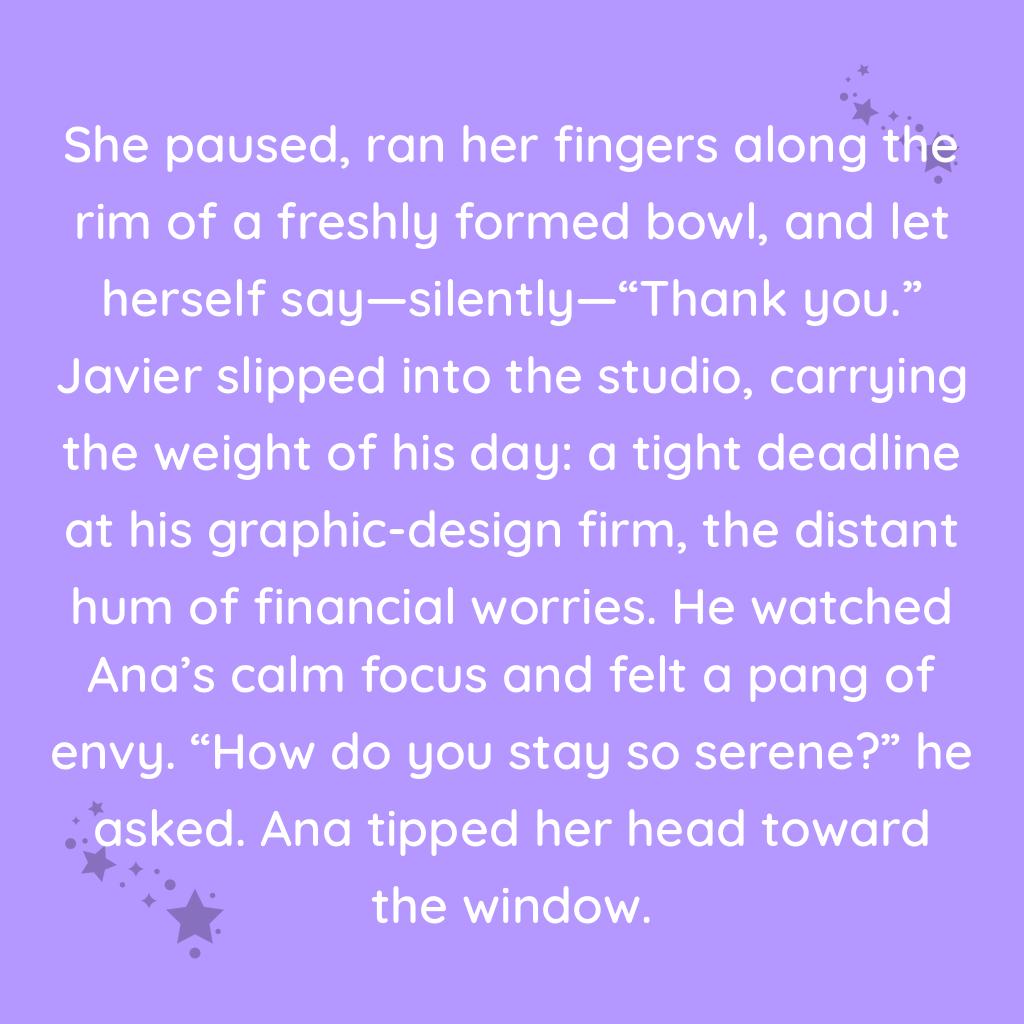 She paused, ran her fingers along the
rim of a freshly formed bowl, and let
herself say—silently—“Thank you.”
Javier slipped into the studio, carrying
the weight of his day: a tight deadline
at his graphic-design firm, the distant
hum of financial worries. He watched
Ana’s calm focus and felt a pang of
envy. “How do you stay so serene?” he
asked. Ana tipped her head toward
the window.